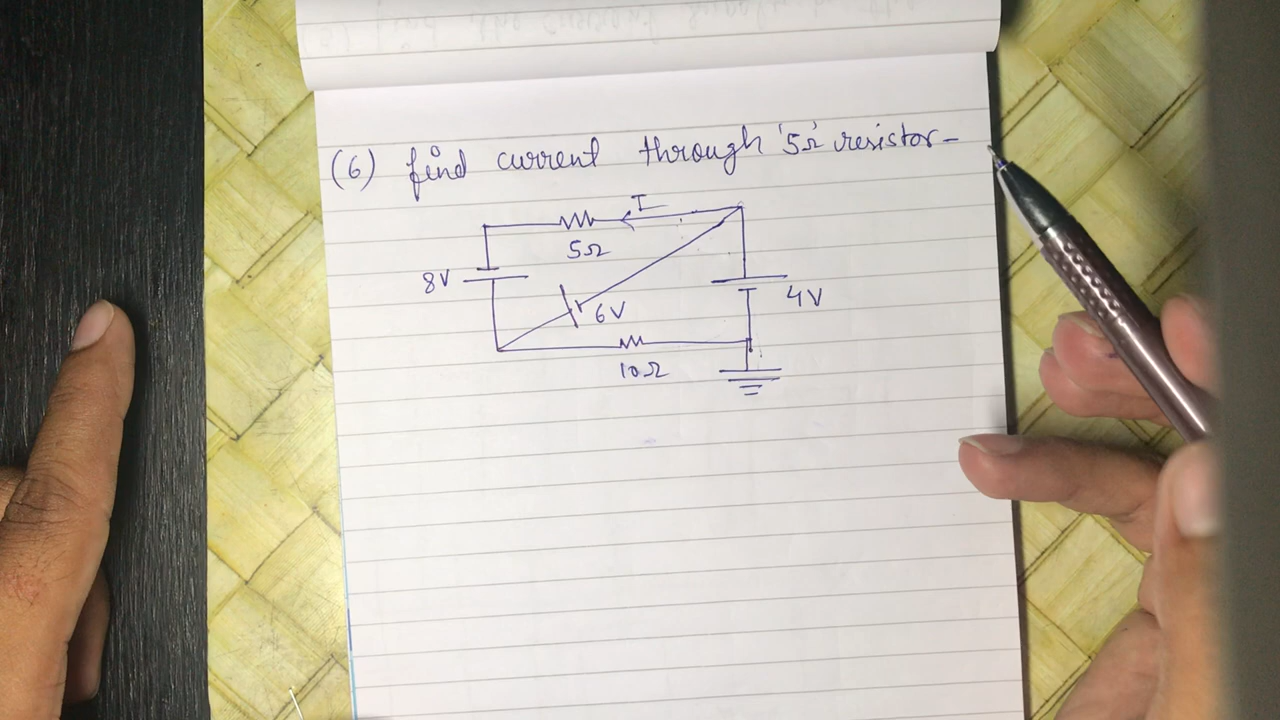 (6) find current through '5Ω' resistor-
I
5Ω
8V
6V
4V
10Ω